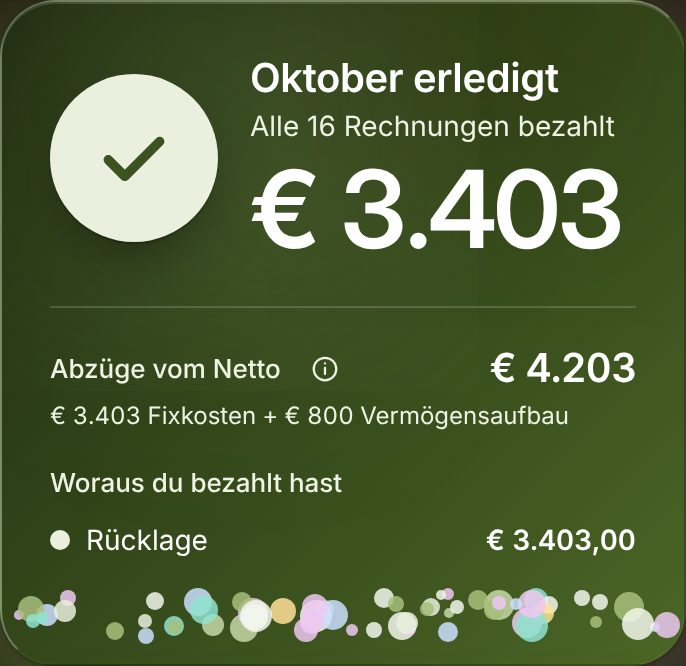 Oktober erledigt
Alle 16 Rechnungen bezahlt
€ 3.403
Abzüge vom Netto
€ 4.203
€ 3.403 Fixkosten + € 800 Vermögensaufbau
Woraus du bezahlt hast
Rücklage
€ 3.403,00